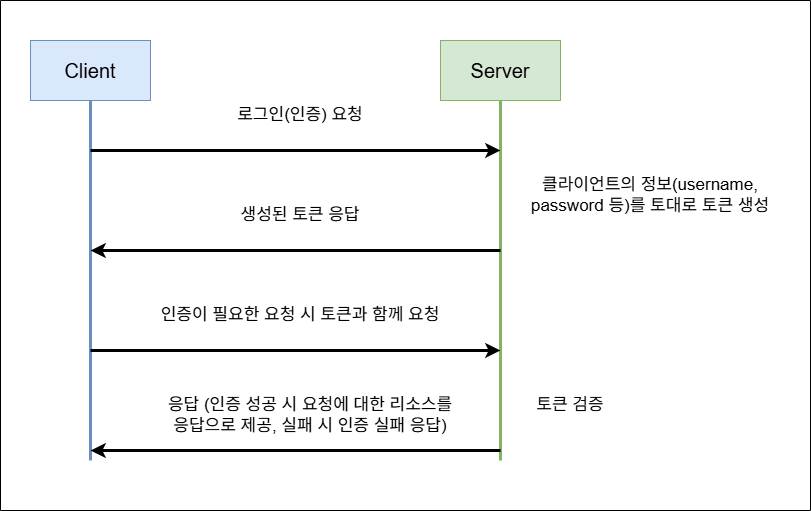 Client
Server
로그인(인증) 요청
클라이언트의 정보(username,
password 등)를 토대로 토큰 생성
생성된 토큰 응답
인증이 필요한 요청 시 토큰과 함께 요청
토큰 검증
응답 (인증 성공 시 요청에 대한 리소스를
응답으로 제공, 실패 시 인증 실패 응답)